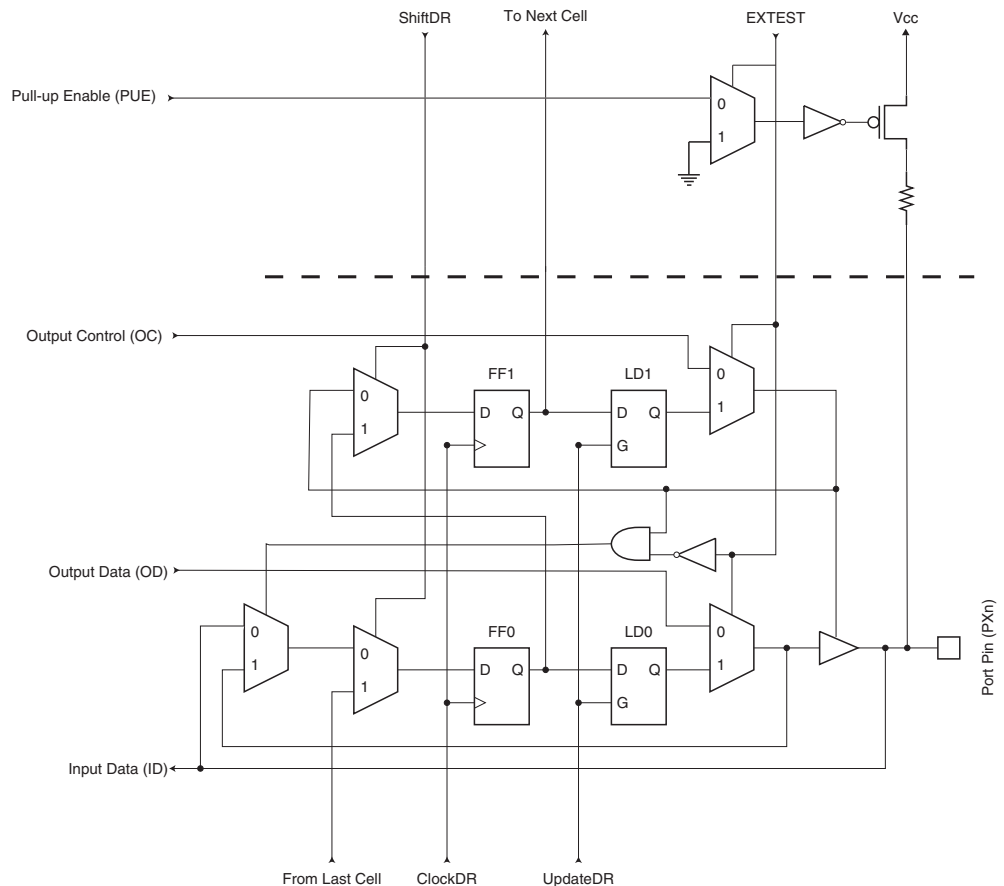 ShiftDR
To Next Cell
EXTEST
Vcc
Pull-up Enable (PUE)
0
1
Output Control (OC)
FF1
LD1
0
1
0
1
D Q
D Q
G
Output Data (OD)
FF0
LD0
0
1
0
1
0
1
D Q
D Q
G
Port Pin (PXn)
Input Data (ID)
From Last Cell
ClockDR
UpdateDR